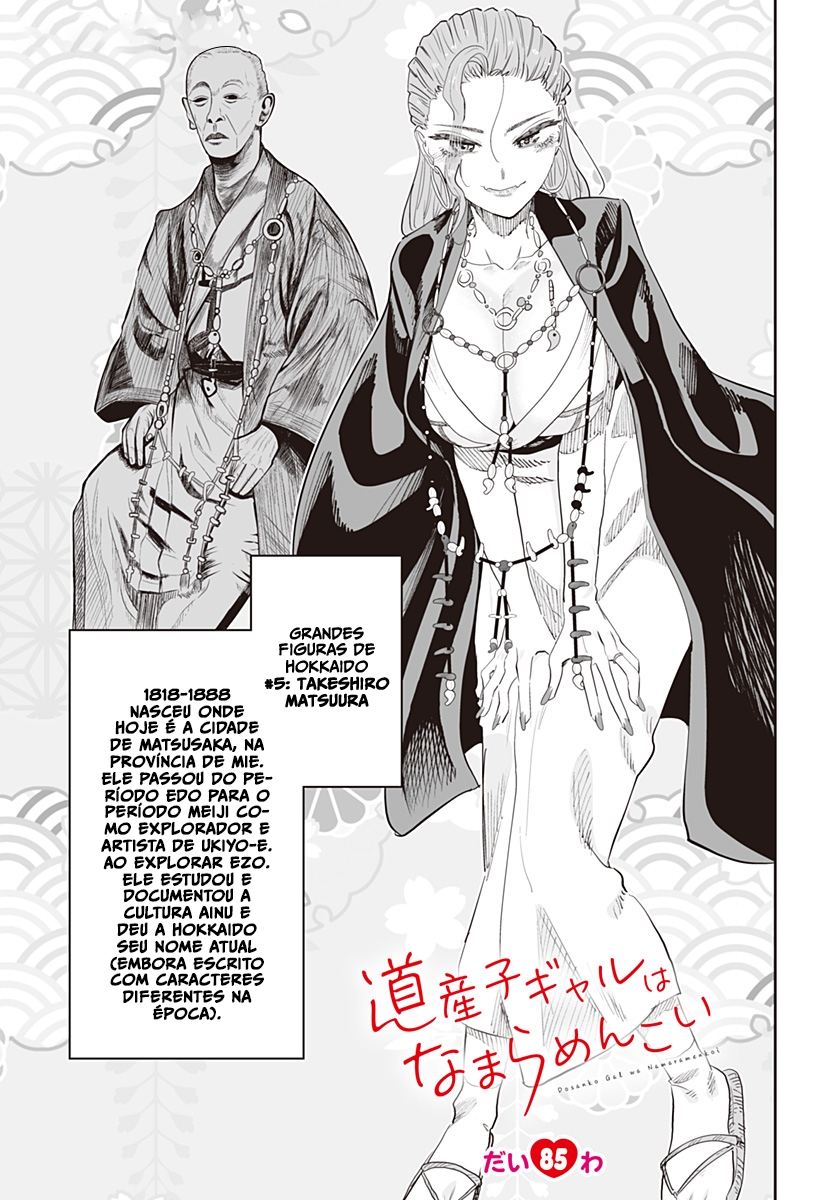 GRANDES
FIGURAS DE
HOKKAIDO
#5: TAKESHIRO
MATSUURA
1818-1888
NASCEU ONDE
HOJE É A CIDADE
DE MATSUSAKA, NA
PROVÍNCIA DE MIE.
ELE PASSOU DO PE-
RÍODO EDO PARA O
PERÍODO MEIJI CO-
MO EXPLORADOR E
ARTISTA DE UKIYO-E.
AO EXPLORAR EZO.
ELE ESTUDOU E
DOCUMENTOU A
CULTURA AINU E
DEU A HOKKAIDO
SEU NOME ATUAL
(EMBORA ESCRITO
COM CARACTERES
DIFERENTES NA
ÉPOCA).
道産子ギャルは
なまらめんこい
Dosanko Gal wa Namaramenkoi
だい85わ